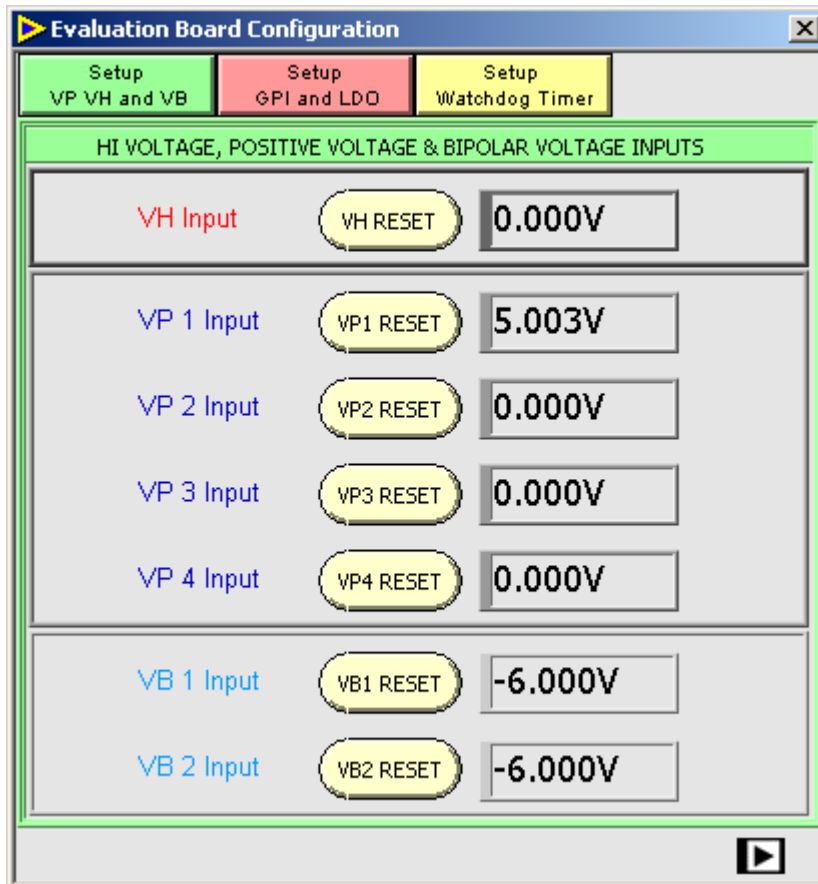 Evaluation Board Configuration
Setup
VP VH and VB
Setup
GPI and LDO
Setup
Watchdog Timer
HI VOLTAGE, POSITIVE VOLTAGE & BIPOLAR VOLTAGE INPUTS
VH Input VH RESET 0.000V
VP 1 Input VP1 RESET 5.003V
VP 2 Input VP2 RESET 0.000V
VP 3 Input VP3 RESET 0.000V
VP 4 Input VP4 RESET 0.000V
VB 1 Input VB1 RESET -6.000V
VB 2 Input VB2 RESET -6.000V